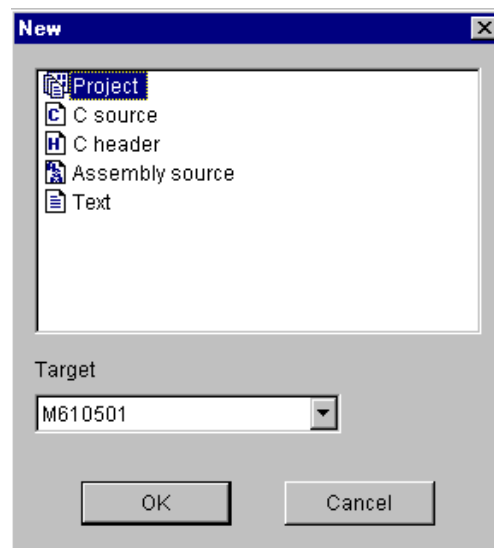 New
Project
C source
C header
Assembly source
Text
Target
M610501
OK
Cancel